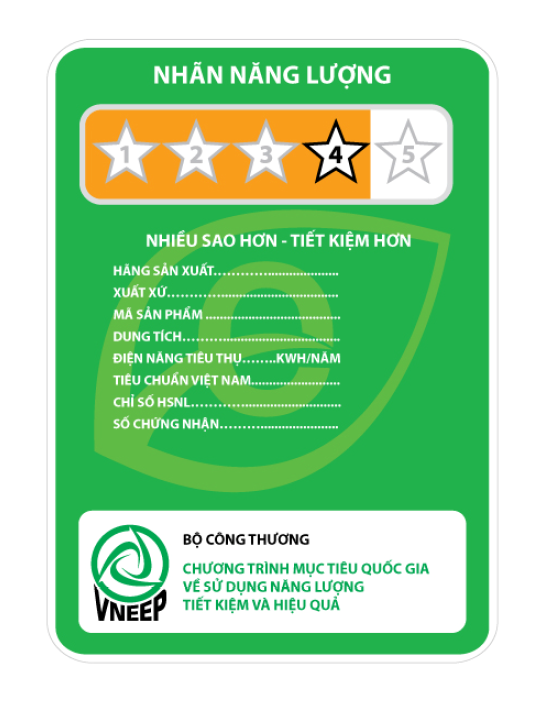 NHÃN NĂNG LƯỢNG
1 2 3 4 5
NHIỀU SAO HƠN - TIẾT KIỆM HƠN
HÃNG SẢN XUẤT..............................
XUẤT XỨ..........................................
MÃ SẢN PHẨM ..................................
DUNG TÍCH.......................................
ĐIỆN NĂNG TIÊU THỤ........KWH/NĂM
TIÊU CHUẨN VIỆT NAM.......................
CHỈ SỐ HSNL.....................................
SỐ CHỨNG NHẬN..............................
BỘ CÔNG THƯƠNG
CHƯƠNG TRÌNH MỤC TIÊU QUỐC GIA
VỀ SỬ DỤNG NĂNG LƯỢNG
TIẾT KIỆM VÀ HIỆU QUẢ
VNEEP